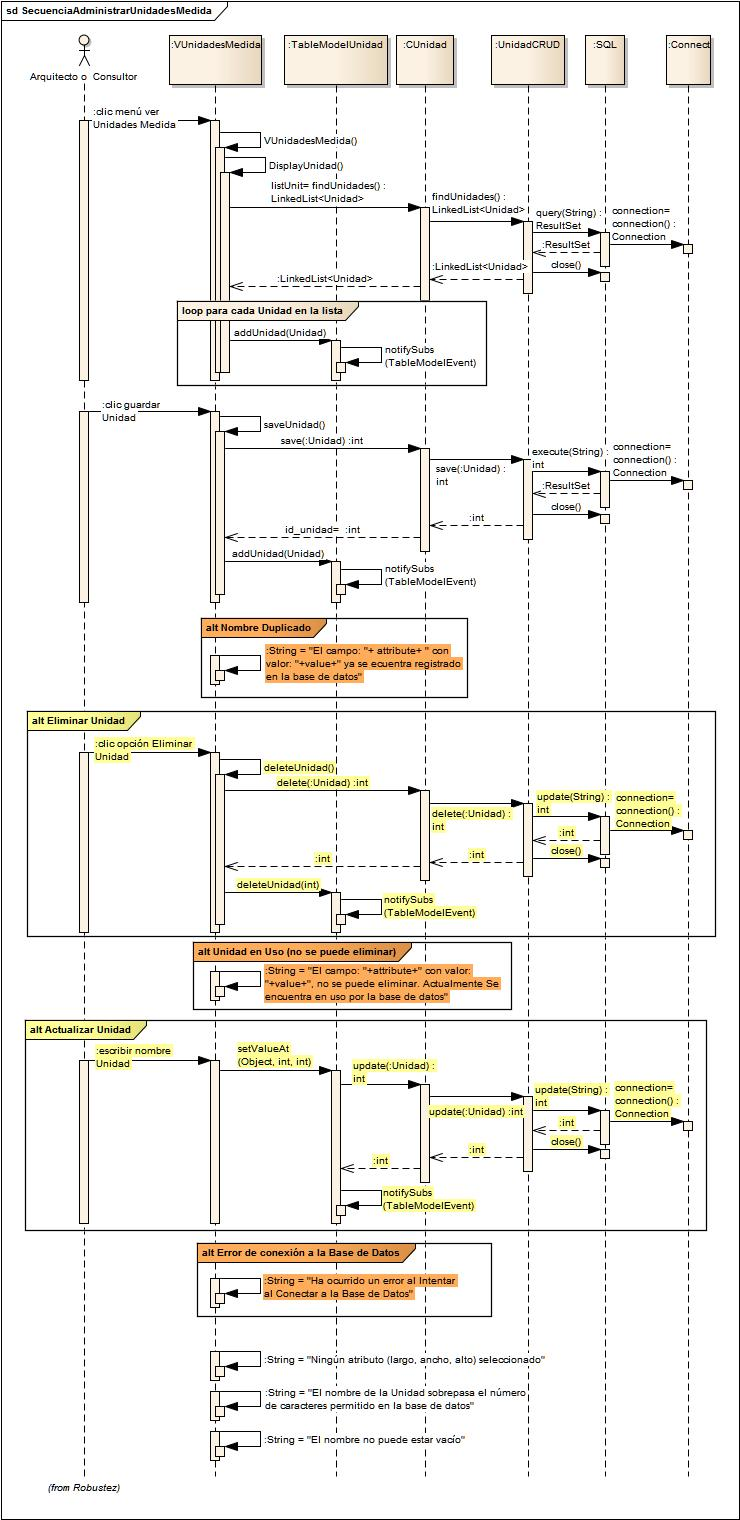 sd SecuenciaAdministrarUnidadesMedida
:VUnidadesMedida
:TableModelUnidad
:CUnidad
:UnidadCRUD
:SQL
:Connect
Arquitecto o Consultor
:clic menú ver
Unidades Medida
VUnidadesMedida()
DisplayUnidad()
listUnit= findUnidades() :
LinkedList<Unidad>
findUnidades() :
LinkedList<Unidad>
query(String) :
ResultSet
connection=
connection() :
Connection
:ResultSet
close()
:LinkedList<Unidad>
:LinkedList<Unidad>
loop para cada Unidad en la lista
addUnidad(Unidad)
notifySubs
(TableModelEvent)
:clic guardar
Unidad
saveUnidad()
save(:Unidad) :int
save(:Unidad) :
int
execute(String) :
int
connection=
connection() :
Connection
:ResultSet
close()
:int
id_unidad= :int
addUnidad(Unidad)
notifySubs
(TableModelEvent)
alt Nombre Duplicado
:String = "El campo: "+ attribute+ " con
valor: "+value+" ya se ecuentra registrado
en la base de datos"
alt Eliminar Unidad
:clic opción Eliminar
Unidad
deleteUnidad()
delete(:Unidad) :int
delete(:Unidad) :
int
update(String) :
int
connection=
connection() :
Connection
:int
close()
:int
:int
deleteUnidad(int)
notifySubs
(TableModelEvent)
alt Unidad en Uso (no se puede eliminar)
:String = "El campo: "+attribute+" con valor:
"+value+", no se puede eliminar. Actualmente Se
encuentra en uso por la base de datos"
alt Actualizar Unidad
:escribir nombre
Unidad
setValueAt
(Object, int, int)
update(:Unidad) :
int
update(:Unidad) :int
update(String) :
int
connection=
connection() :
Connection
:int
close()
:int
:int
notifySubs
(TableModelEvent)
alt Error de conexión a la Base de Datos
:String = "Ha ocurrido un error al Intentar
al Conectar a la Base de Datos"
:String = "Ningún atributo (largo, ancho, alto) seleccionado"
:String = "El nombre de la Unidad sobrepasa el número
de caracteres permitido en la base de datos"
:String = "El nombre no puede estar vacío"
(from Robustez)